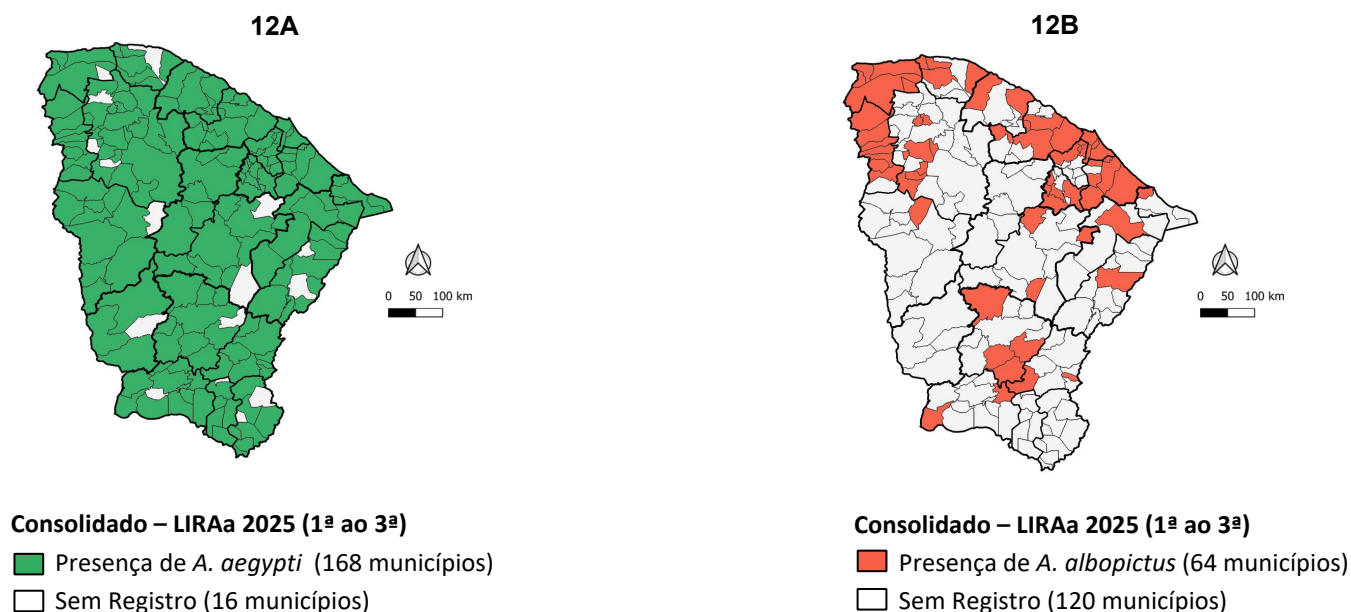 12A
0 50 100 km
Consolidado – LIRAa 2025 (1ª ao 3ª)
Presença de A. aegypti (168 municípios)
Sem Registro (16 municípios)
12B
0 50 100 km
Consolidado – LIRAa 2025 (1ª ao 3ª)
Presença de A. albopictus (64 municípios)
Sem Registro (120 municípios)